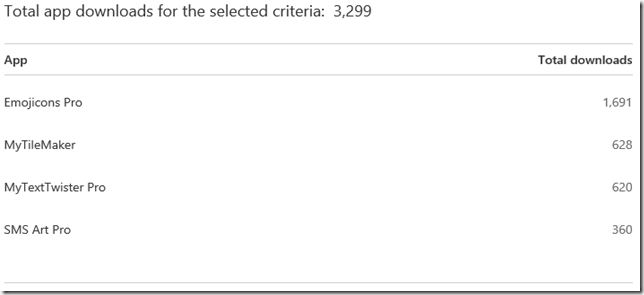 Total app downloads for the selected criteria: 3,299
App Total downloads
Emojicons Pro 1,691
MyTileMaker 628
MyTextTwister Pro 620
SMS Art Pro 360